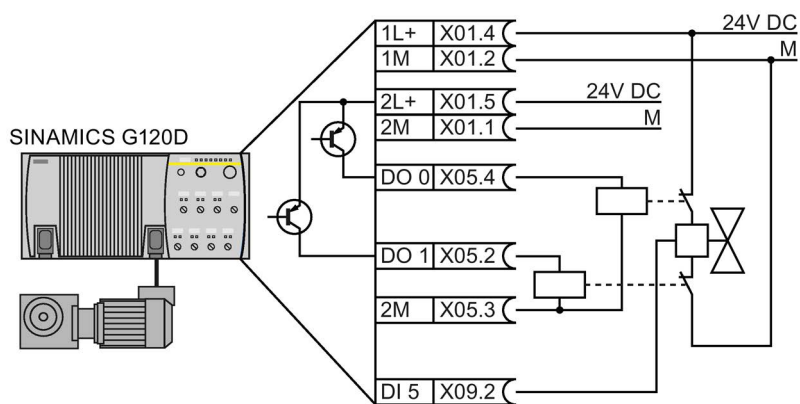 24V DC
1L+ X01.4
M
1M X01.2
24V DC
2L+ X01.5
M
2M X01.1
SINAMICS G120D
DO 0 X05.4
DO 1 X05.2
2M X05.3
DI 5 X09.2